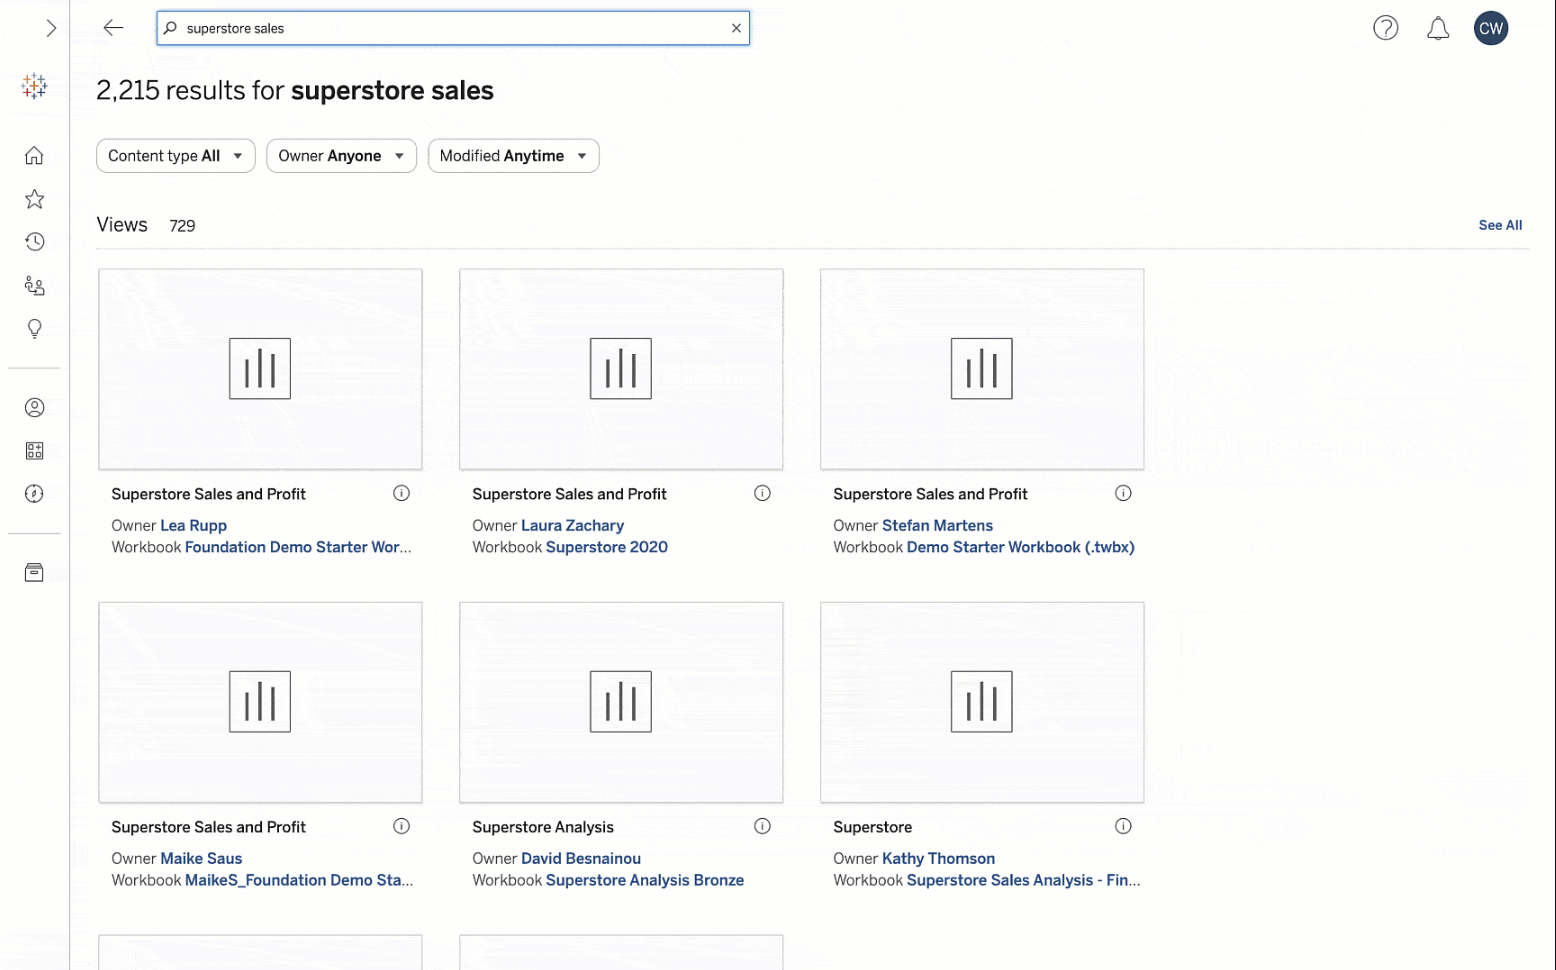 superstore sales
CW
2,215 results for superstore sales
Content type All
Owner Anyone
Modified Anytime
Views 729
See All
Superstore Sales and Profit
Owner Lea Rupp
Workbook Foundation Demo Starter Wor...
Superstore Sales and Profit
Owner Laura Zachary
Workbook Superstore 2020
Superstore Sales and Profit
Owner Stefan Martens
Workbook Demo Starter Workbook (.twbx)
Superstore Sales and Profit
Owner Maike Saus
Workbook MaikeS_Foundation Demo Sta...
Superstore Analysis
Owner David Besnainou
Workbook Superstore Analysis Bronze
Superstore
Owner Kathy Thomson
Workbook Superstore Sales Analysis - Fin...